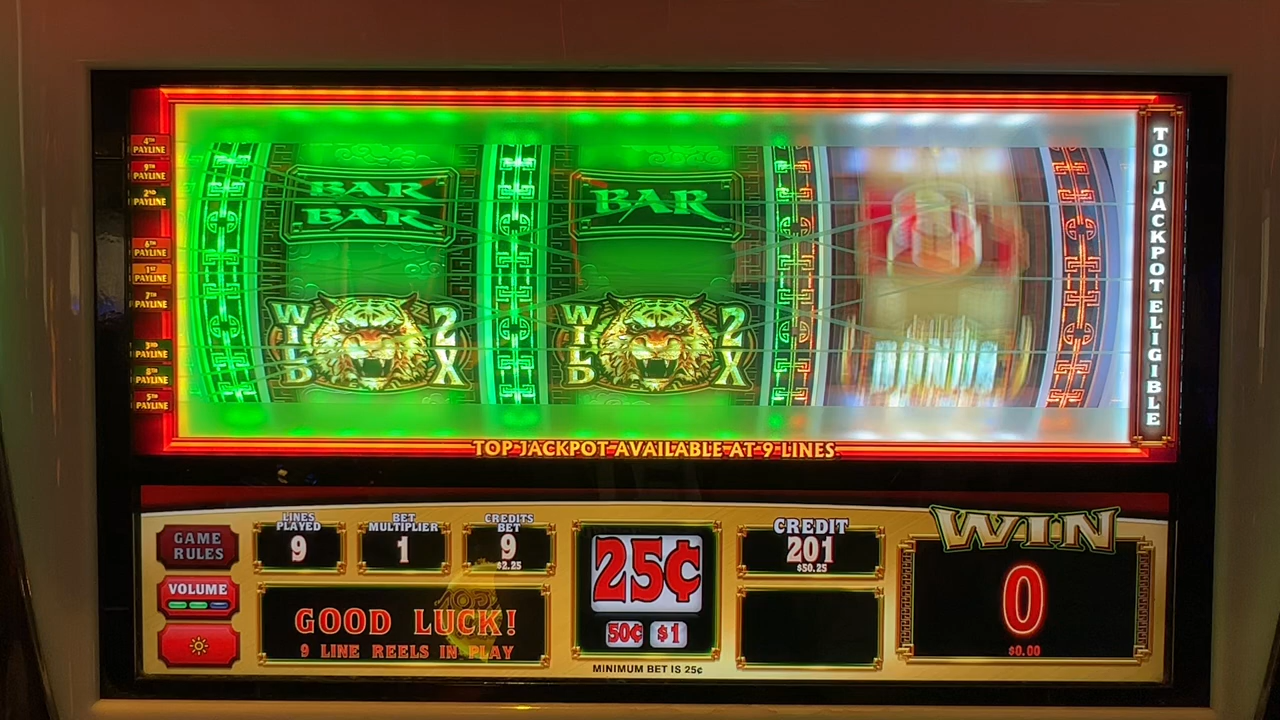 4TH PAYLINE
9TH PAYLINE
2ND PAYLINE
6TH PAYLINE
1ST PAYLINE
7TH PAYLINE
3RD PAYLINE
8TH PAYLINE
5TH PAYLINE
BAR
BAR
BAR
WILD 2X
WILD 2X
TOP JACKPOT ELIGIBLE
TOP JACKPOT AVAILABLE AT 9 LINES
GAME
RULES
VOLUME
LINES
PLAYED
9
BET
MULTIPLIER
1
CREDITS
BET
9
$2.25
GOOD LUCK!
9 LINE REELS IN PLAY
25¢
50¢ $1
MINIMUM BET IS 25¢
CREDIT
201
$50.25
WIN
0
$0.00